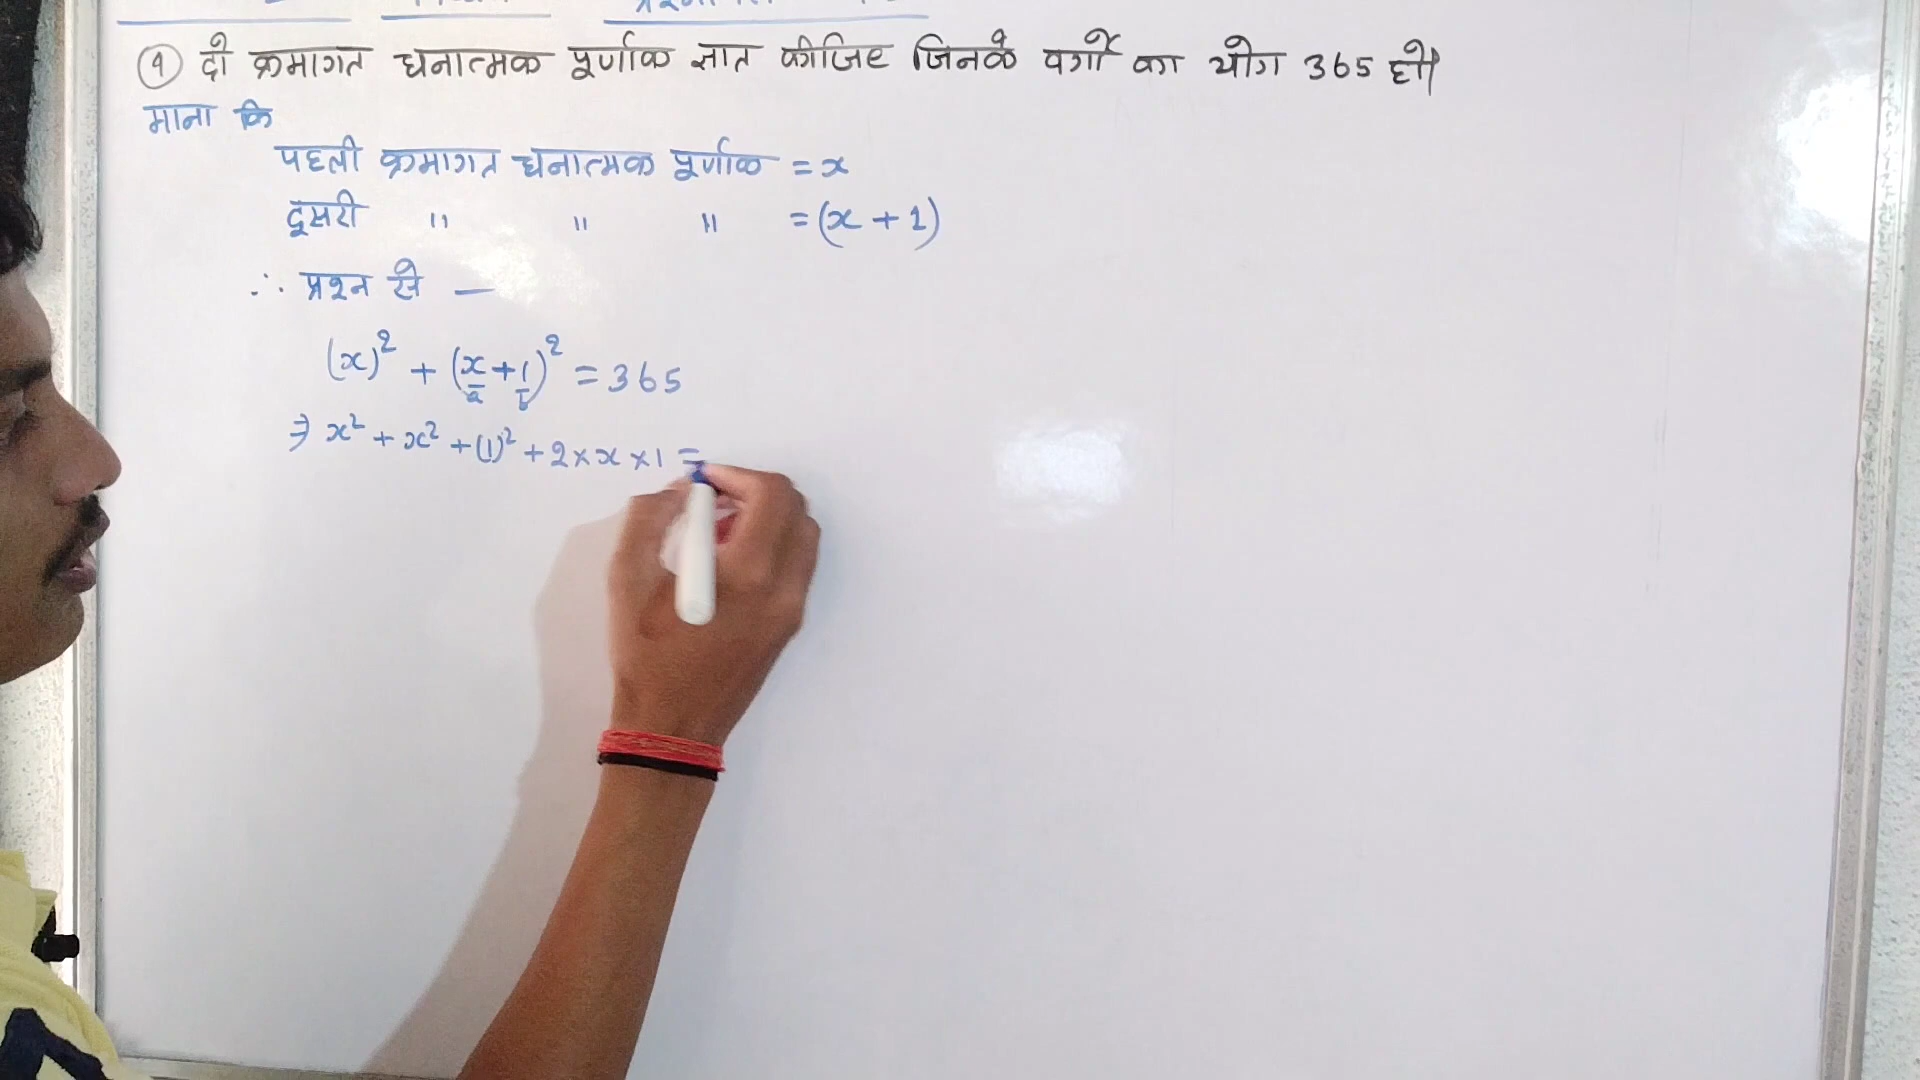 ① दो क्रमागत धनात्मक पूर्णांक ज्ञात कीजिए जिनके वर्गों का योग 365 हो।
माना कि
पहली क्रमागत धनात्मक पूर्णांक = x
दूसरी " " " = (x + 1)
∴ प्रश्न से —
(x)² + (x + 1)² = 365
a b
⇒ x² + x² + (1)² + 2 × x × 1 =